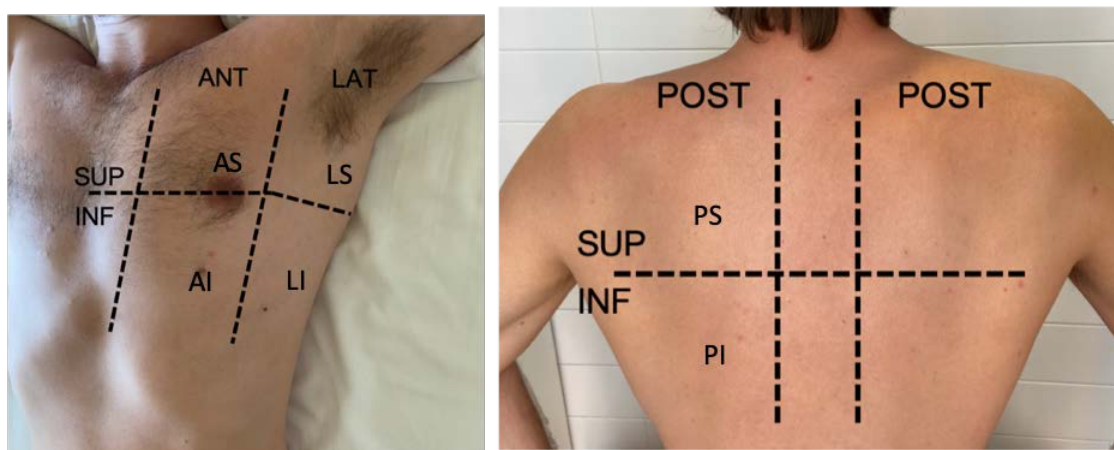 ANT
LAT
AS
LS
SUP
INF
AI
LI
POST
POST
PS
SUP
INF
PI